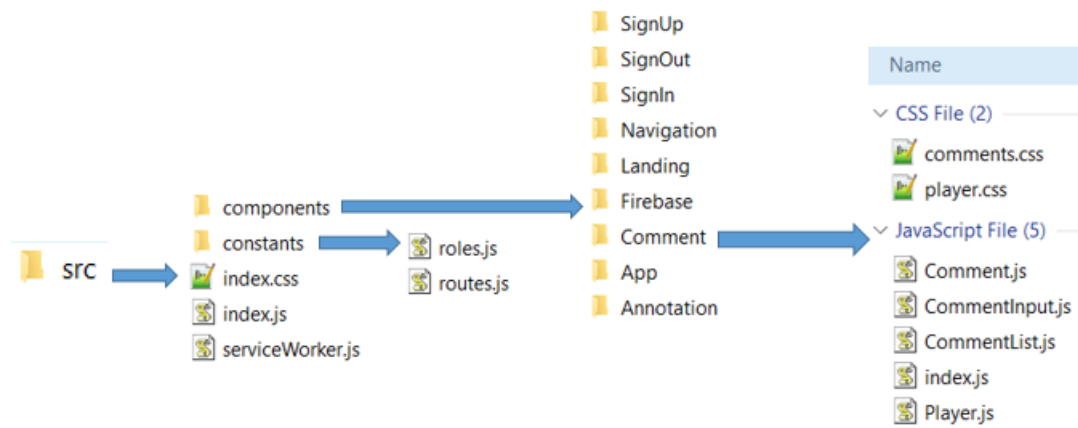 src
components
constants
index.css
index.js
serviceWorker.js
roles.js
routes.js
SignUp
SignOut
SignIn
Navigation
Landing
Firebase
Comment
App
Annotation
Name
CSS File (2)
comments.css
player.css
JavaScript File (5)
Comment.js
CommentInput.js
CommentList.js
index.js
Player.js